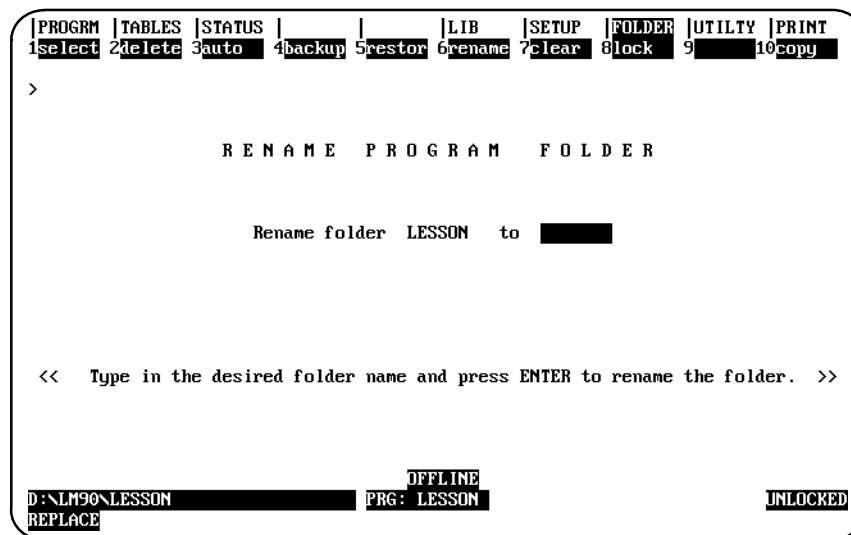 |PROGRM |TABLES |STATUS | | |LIB |SETUP |FOLDER |UTILTY |PRINT
1select 2delete 3auto 4backup 5restor 6rename 7clear 8lock 9 10copy
>
R E N A M E P R O G R A M F O L D E R
Rename folder LESSON to
<< Type in the desired folder name and press ENTER to rename the folder. >>
OFFLINE
D:\LM90\LESSON PRG: LESSON UNLOCKED
REPLACE